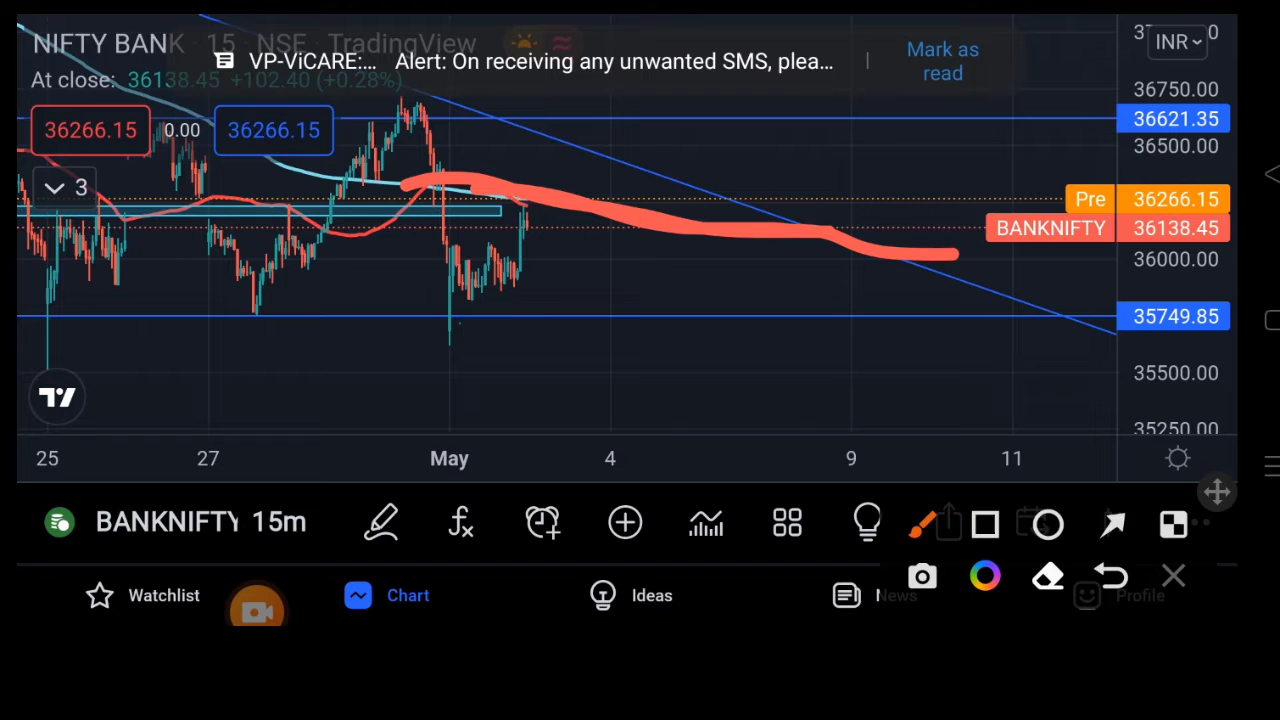 NIFTY BANK · 15 · NSE · TradingView
VP-ViCARE:... Alert: On receiving any unwanted SMS, plea...
Mark as read
INR
At close: 36138.45 +102.40 (+0.28%)
36266.15 0.00 36266.15
3
36750.00
36621.35
36500.00
Pre 36266.15
BANKNIFTY 36138.45
36000.00
35749.85
35500.00
35250.00
25 27 May 4 9 11
BANKNIFTY 15m
Watchlist Chart Ideas News Profile